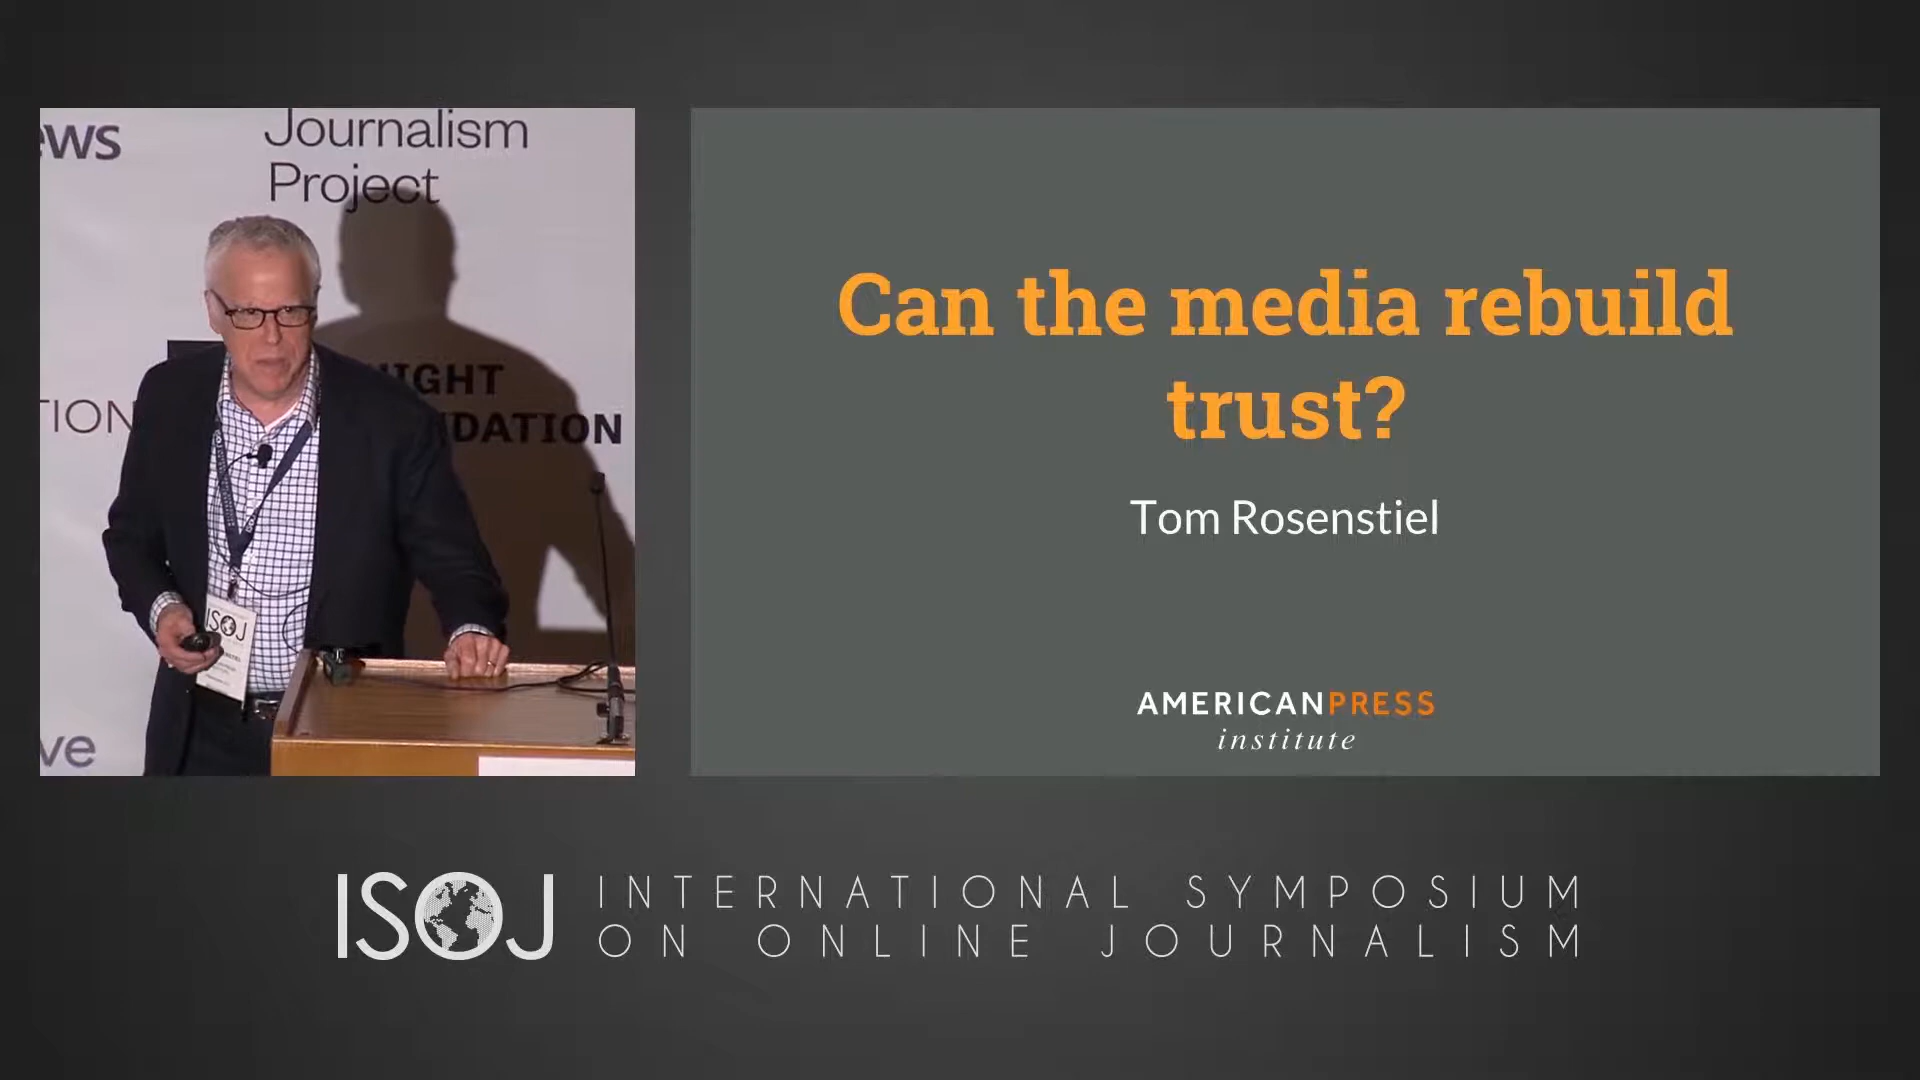 ws
Journalism
Project
NIGHT
TION
DATION
ISOJ
ve
Can the media rebuild
trust?
Tom Rosenstiel
AMERICANPRESS
institute
ISOJ
INTERNATIONAL SYMPOSIUM
ON ONLINE JOURNALISM